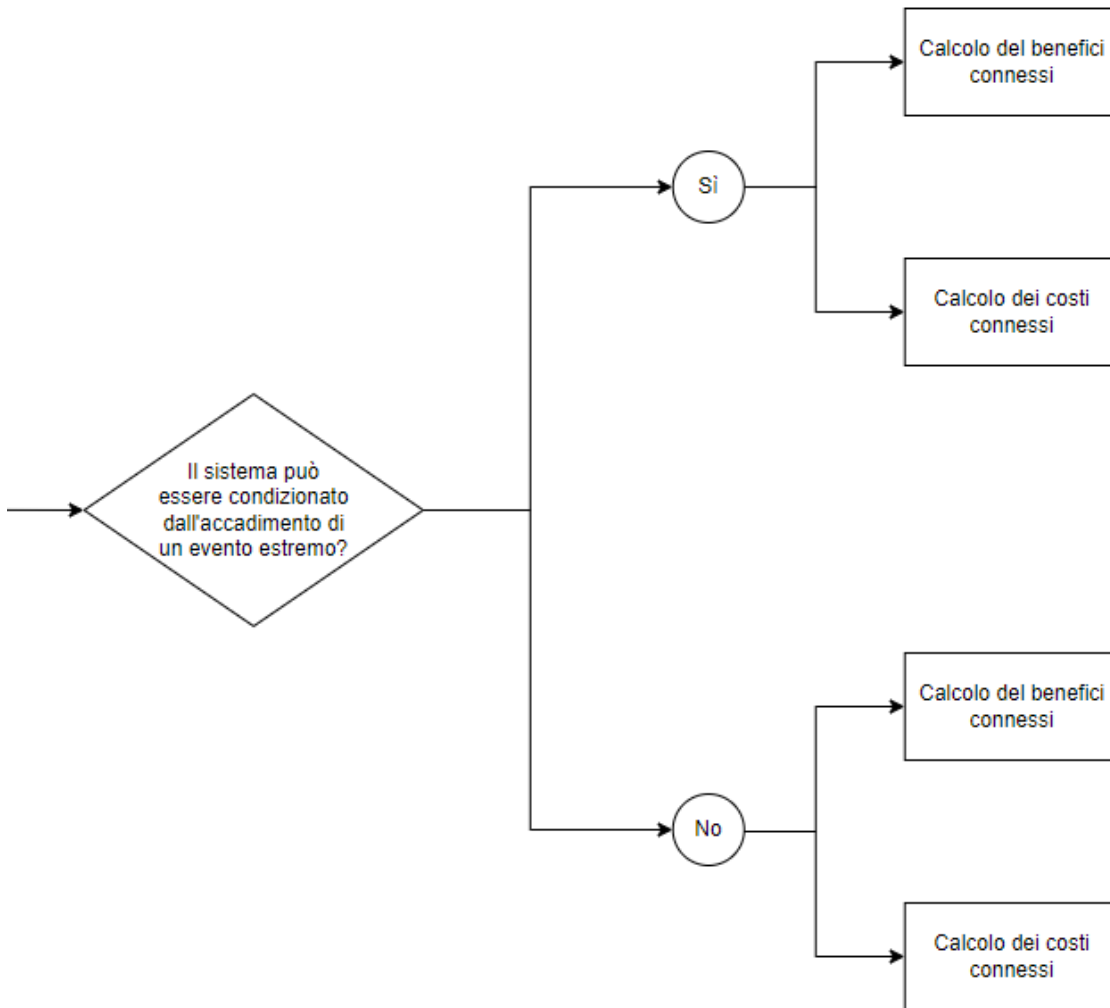 Calcolo del benefici
connessi
Sì
Calcolo dei costi
connessi
Il sistema può
essere condizionato
dall'accadimento di
un evento estremo?
Calcolo del benefici
connessi
No
Calcolo dei costi
connessi